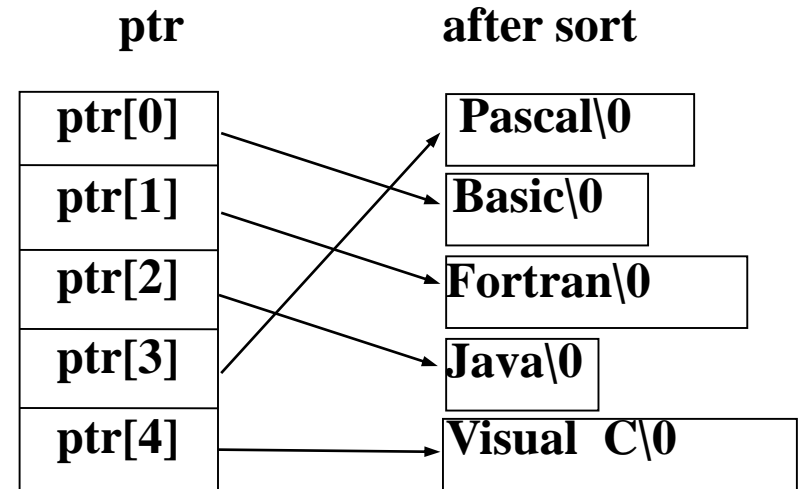 ptr after sort
ptr[0] Pascal\0
ptr[1] Basic\0
ptr[2] Fortran\0
ptr[3] Java\0
ptr[4] Visual C\0